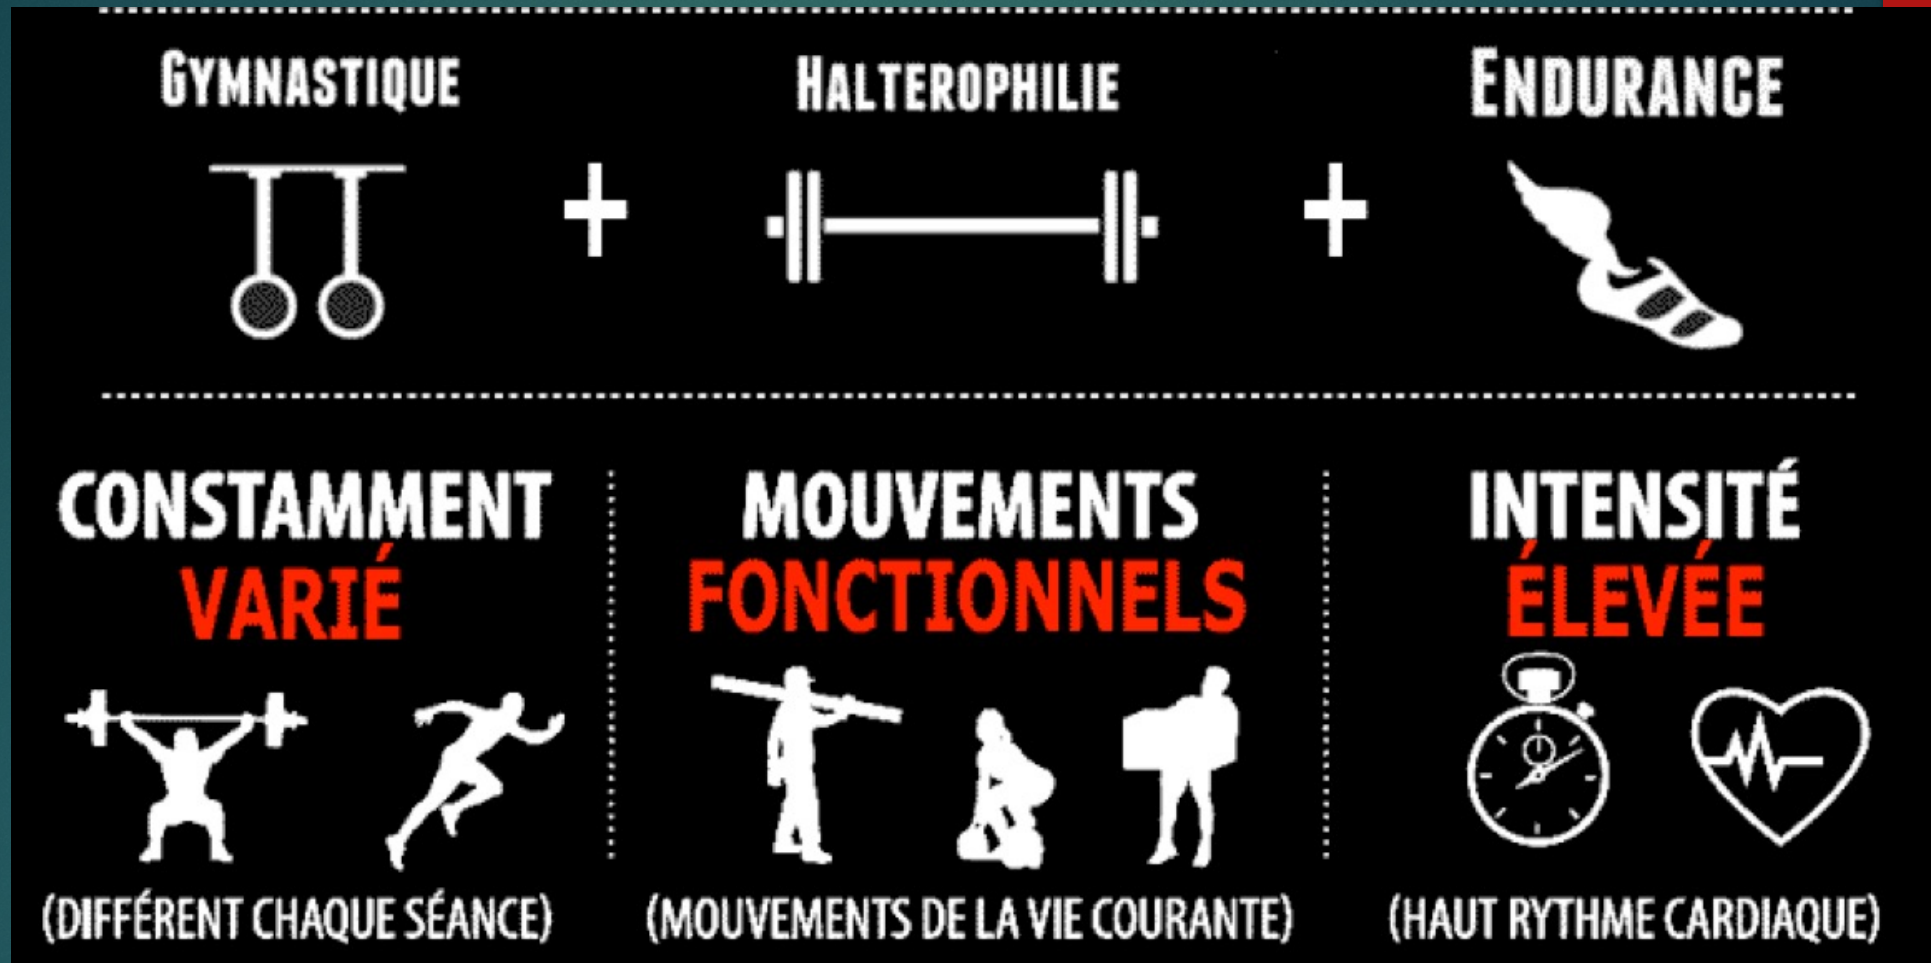 GYMNASTIQUE
HALTEROPHILIE
ENDURANCE
+
+
CONSTAMMENT
VARIÉ
(DIFFÉRENT CHAQUE SÉANCE)
MOUVEMENTS
FONCTIONNELS
(MOUVEMENTS DE LA VIE COURANTE)
INTENSITÉ
ÉLEVÉE
(HAUT RYTHME CARDIAQUE)